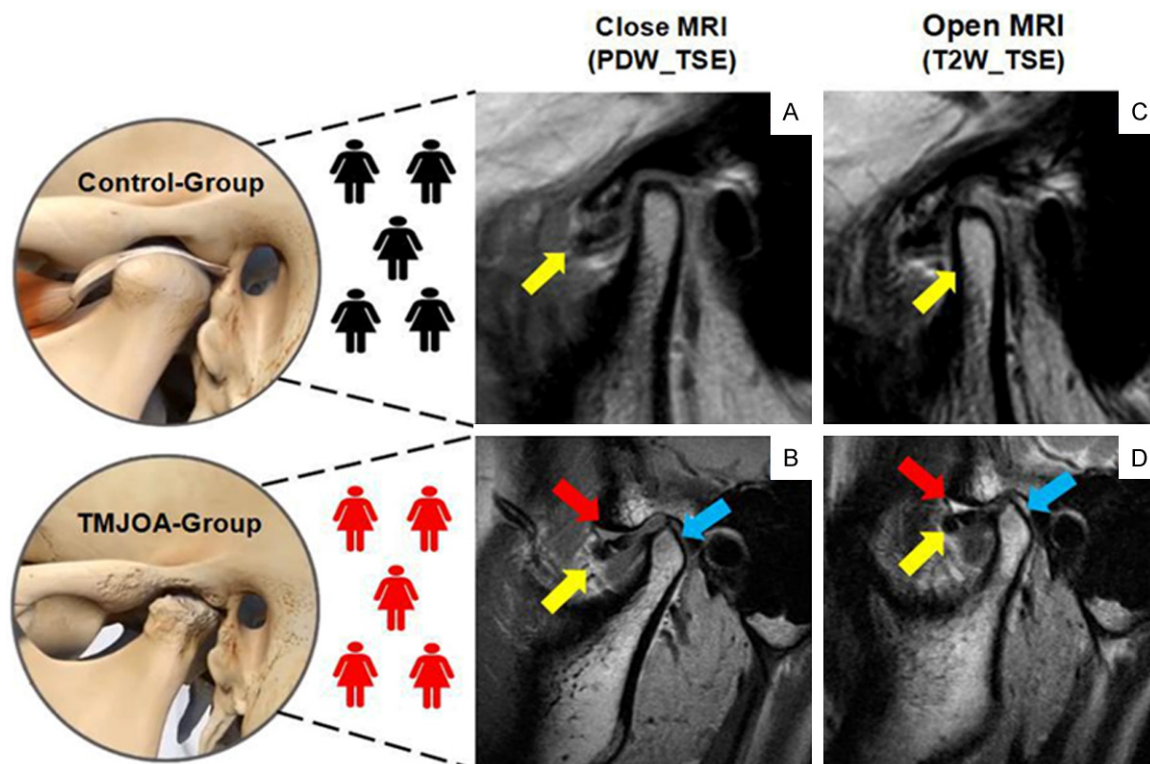 Close MRI
(PDW_TSE)
Open MRI
(T2W_TSE)
A
C
Control-Group
B
D
TMJOA-Group